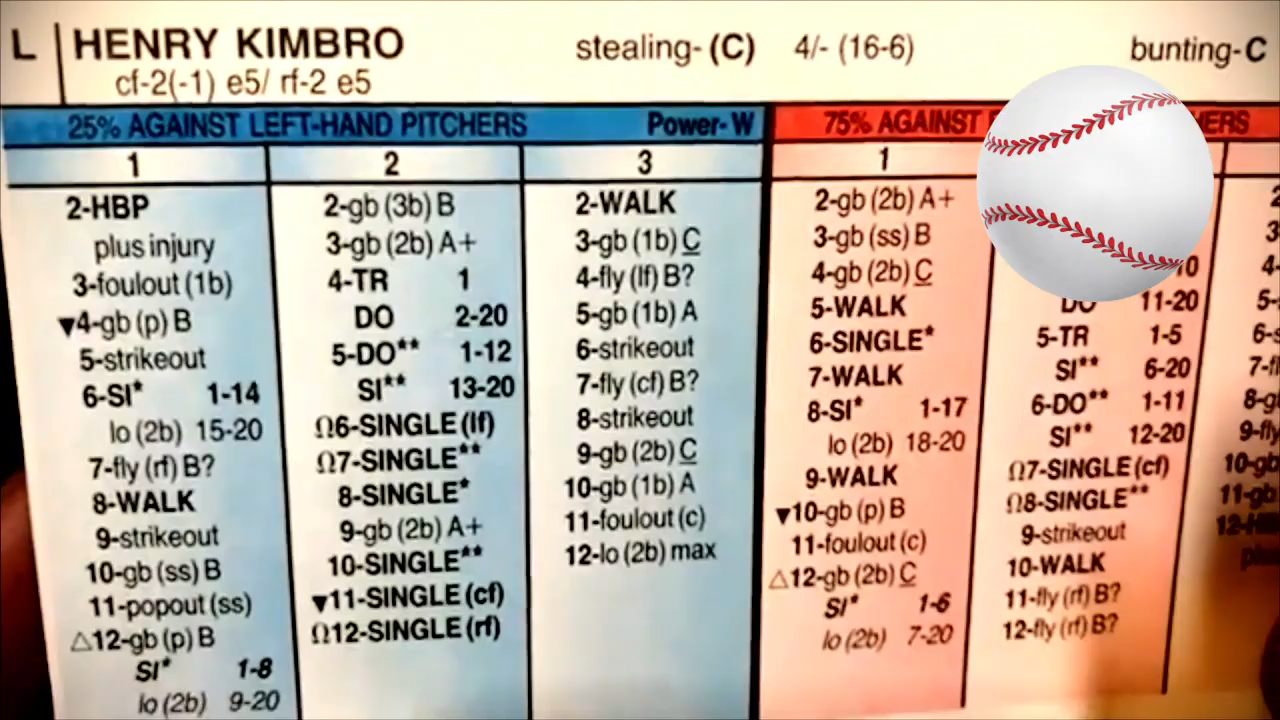 L HENRY KIMBRO stealing- (C) 4/- (16-6) bunting- C
cf-2(-1) e5/ rf-2 e5
25% AGAINST LEFT-HAND PITCHERS Power- W
1
2-HBP
plus injury
3-foulout (1b)
▼4-gb (p) B
5-strikeout
6-SI* 1-14
lo (2b) 15-20
7-fly (rf) B?
8-WALK
9-strikeout
10-gb (ss) B
11-popout (ss)
△12-gb (p) B
SI* 1-8
lo (2b) 9-20
2
2-gb (3b) B
3-gb (2b) A+
4-TR 1
DO 2-20
5-DO** 1-12
SI** 13-20
Ω6-SINGLE (lf)
Ω7-SINGLE**
8-SINGLE*
9-gb (2b) A+
10-SINGLE**
▼11-SINGLE (cf)
Ω12-SINGLE (rf)
3
2-WALK
3-gb (1b) C
4-fly (lf) B?
5-gb (1b) A
6-strikeout
7-fly (cf) B?
8-strikeout
9-gb (2b) C
10-gb (1b) A
11-foulout (c)
12-lo (2b) max
75% AGAINST
1
2-gb (2b) A+
3-gb (ss) B
4-gb (2b) C
5-WALK
6-SINGLE*
7-WALK
8-SI* 1-17
lo (2b) 18-20
9-WALK
▼10-gb (p) B
11-foulout (c)
△12-gb (2b) C
SI* 1-6
lo (2b) 7-20
DO 11-20
5-TR 1-5
SI** 6-20
6-DO** 1-11
SI** 12-20
Ω7-SINGLE (cf)
Ω8-SINGLE**
9-strikeout
10-WALK
11-fly (rf) B?
12-fly (rf) B?